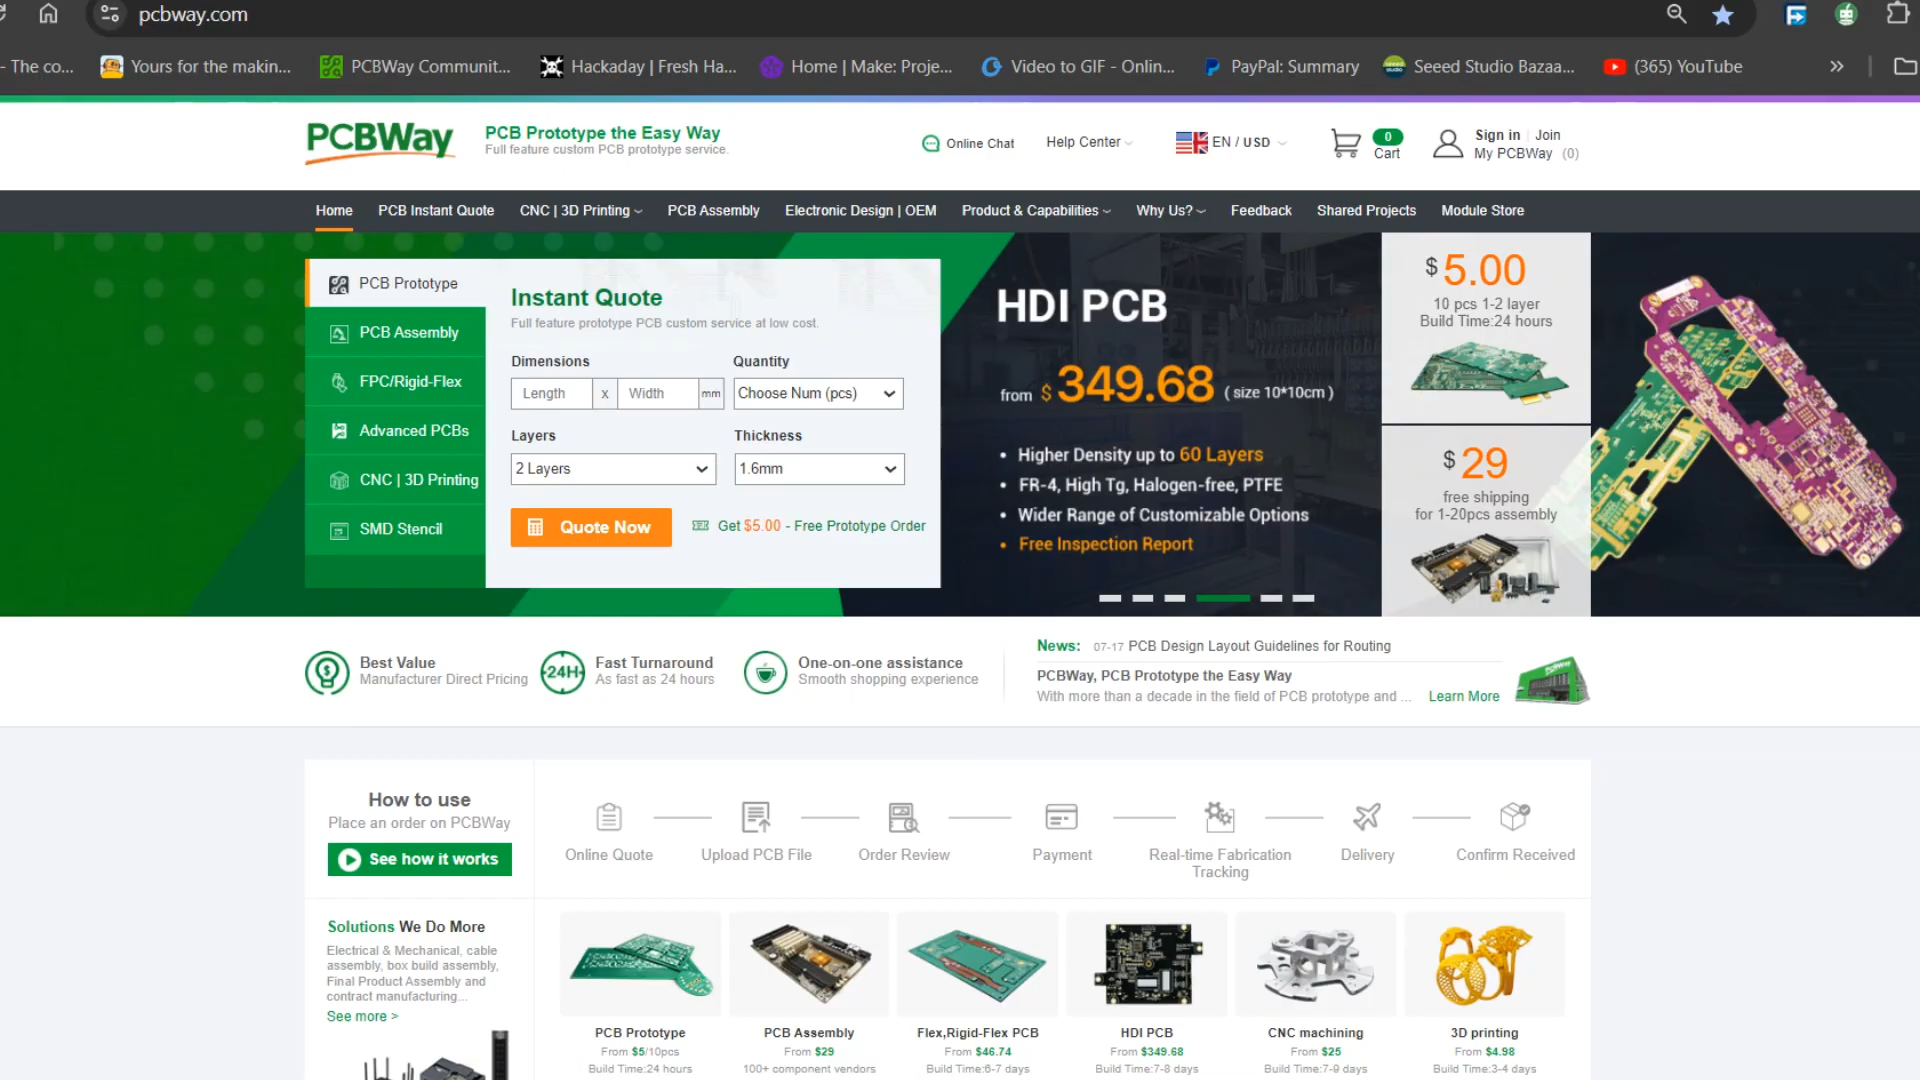 pcbway.com
- The co...
Yours for the makin...
PCBWay Communit...
Hackaday | Fresh Ha...
Home | Make: Proje...
Video to GIF - Onlin...
PayPal: Summary
Seeed Studio Bazaa...
(365) YouTube
PCBWay
PCB Prototype the Easy Way
Full feature custom PCB prototype service.
Online Chat
Help Center
EN / USD
0
Cart
Sign in | Join
My PCBWay (0)
Home
PCB Instant Quote
CNC | 3D Printing
PCB Assembly
Electronic Design | OEM
Product & Capabilities
Why Us?
Feedback
Shared Projects
Module Store
PCB Prototype
PCB Assembly
FPC/Rigid-Flex
Advanced PCBs
CNC | 3D Printing
SMD Stencil
Instant Quote
Full feature prototype PCB custom service at low cost.
Dimensions
Quantity
Length x Width mm
Choose Num (pcs)
Layers
Thickness
2 Layers
1.6mm
Quote Now
Get $5.00 - Free Prototype Order
HDI PCB
from $349.68 ( size 10*10cm )
• Higher Density up to 60 Layers
• FR-4, High Tg, Halogen-free, PTFE
• Wider Range of Customizable Options
• Free Inspection Report
$5.00
10 pcs 1-2 layer
Build Time:24 hours
$29
free shipping
for 1-20pcs assembly
Best Value
Manufacturer Direct Pricing
24H
Fast Turnaround
As fast as 24 hours
One-on-one assistance
Smooth shopping experience
News: 07-17 PCB Design Layout Guidelines for Routing
PCBWay, PCB Prototype the Easy Way
With more than a decade in the field of PCB prototype and ... Learn More
How to use
Place an order on PCBWay
See how it works
Online Quote
Upload PCB File
Order Review
Payment
Real-time Fabrication
Tracking
Delivery
Confirm Received
Solutions We Do More
Electrical & Mechanical, cable
assembly, box build assembly,
Final Product Assembly and
contract manufacturing...
See more >
PCB Prototype
From $5/10pcs
Build Time:24 hours
PCB Assembly
From $29
100+ component vendors
Flex,Rigid-Flex PCB
From $46.74
Build Time:6-7 days
HDI PCB
From $349.68
Build Time:7-8 days
CNC machining
From $25
Build Time:7-9 days
3D printing
From $4.98
Build Time:3-4 days